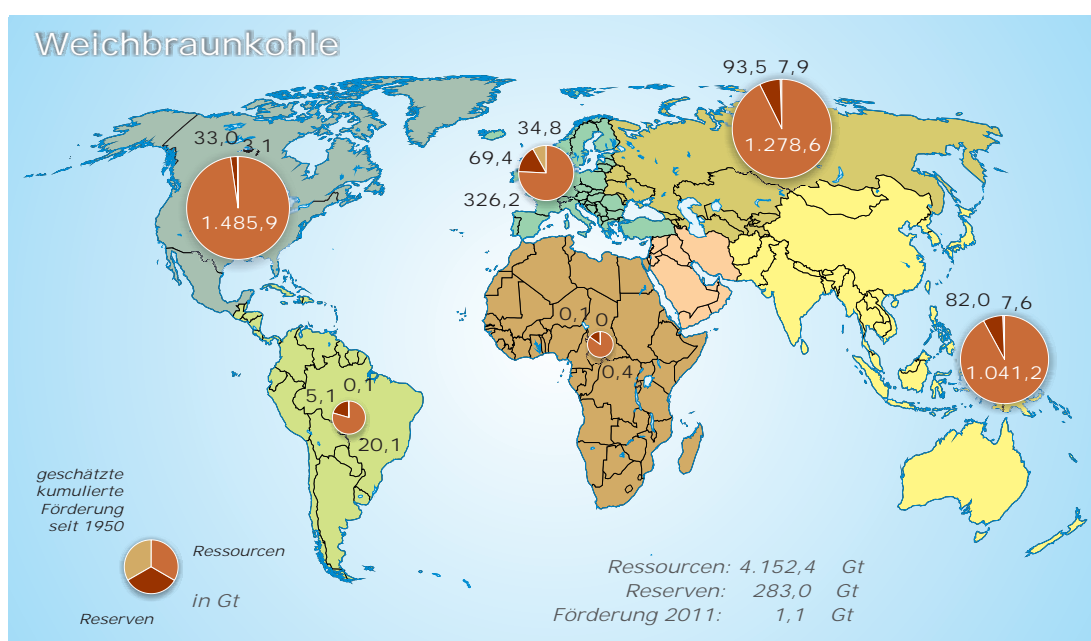 Weichbraunkohle
93,5 7,9
1.278,6
34,8
69,4
326,2
33,0
3,1
1.485,9
82,0 7,6
1.041,2
0,1 0
0,4
0,1
5,1
20,1
geschätzte
kumulierte
Förderung
seit 1950
Ressourcen
in Gt
Reserven
Ressourcen: 4.152,4 Gt
Reserven: 283,0 Gt
Förderung 2011: 1,1 Gt